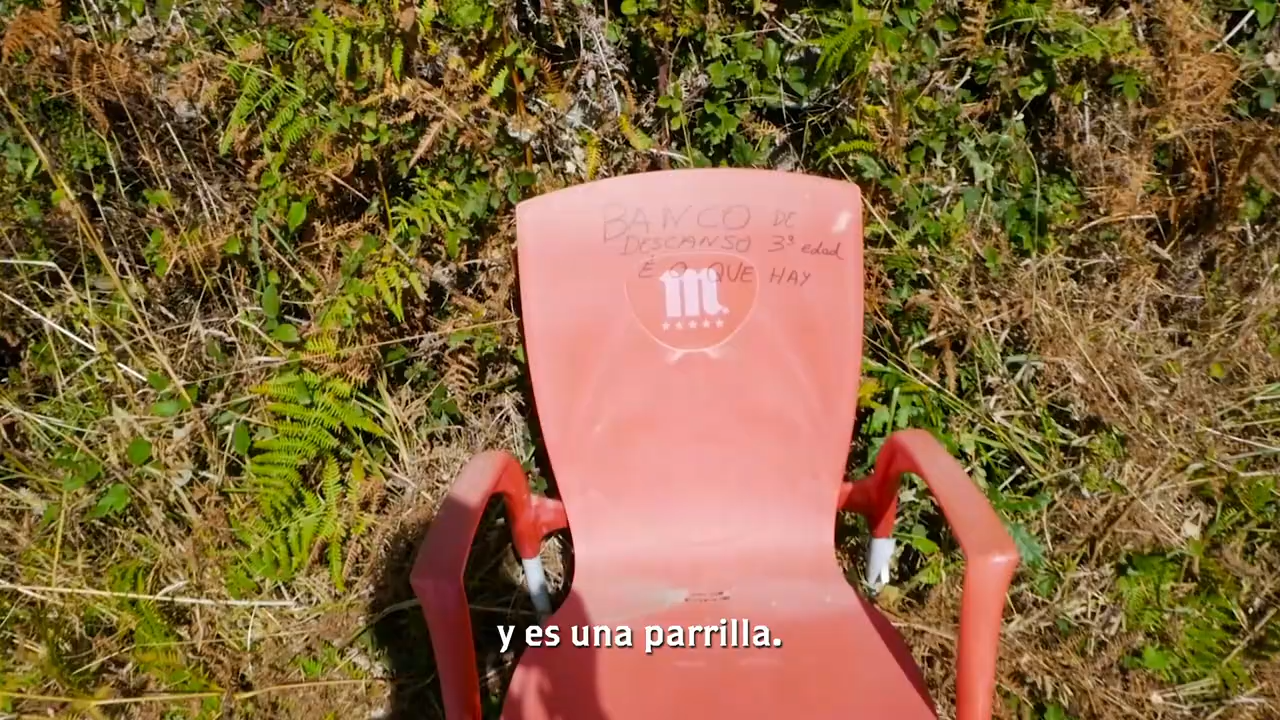 BANCO DE
DESCANSO 3ª edad
É O QUE HAY
m
y es una parrilla.